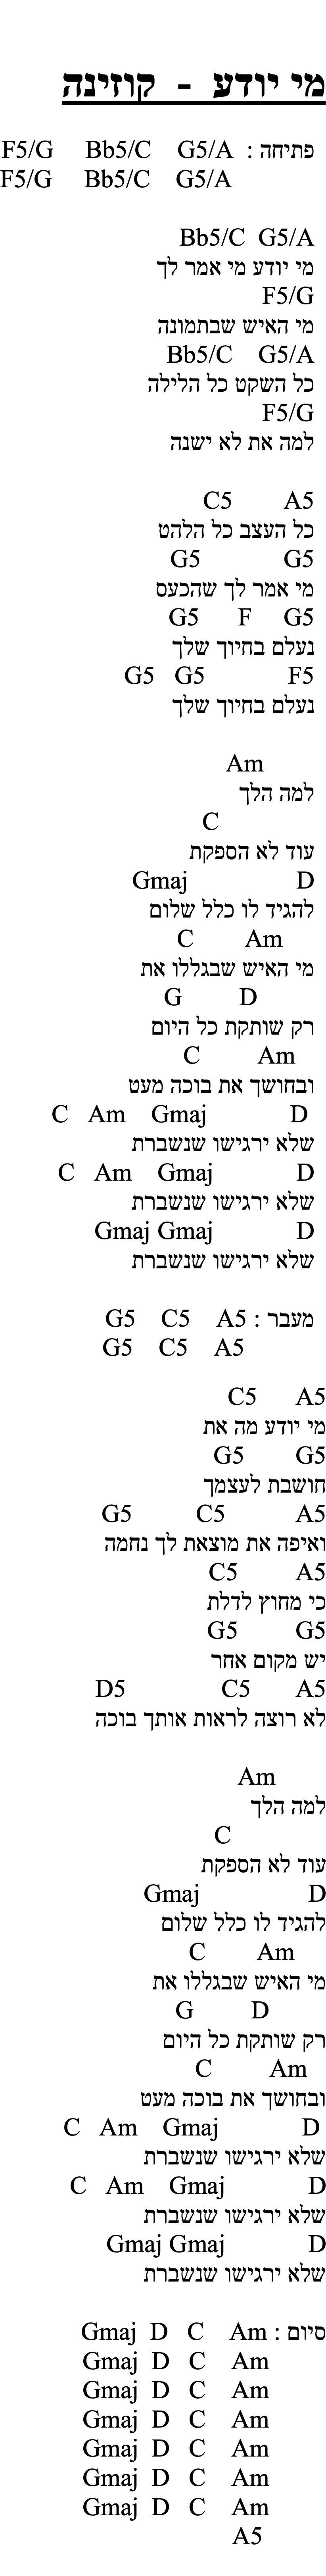 מי יודע - קוזינה
פתיחה : G5/A Bb5/C F5/G
G5/A Bb5/C F5/G
G5/A Bb5/C
מי יודע מי אמר לך
F5/G
מי האיש שבתמונה
G5/A Bb5/C
כל השקט כל הלילה
F5/G
למה את לא ישנה
A5 C5
כל העצב כל הלהט
G5 G5
מי אמר לך שהכעס
G5 F G5
נעלם בחיוך שלך
F5 G5 G5
נעלם בחיוך שלך
Am
למה הלך
C
עוד לא הספקת
D Gmaj
להגיד לו כלל שלום
Am C
מי האיש שבגללו את
D G
רק שותקת כל היום
Am C
ובחושך את בוכה מעט
D Gmaj Am C
שלא ירגישו שנשברת
D Gmaj Am C
שלא ירגישו שנשברת
D Gmaj Gmaj
שלא ירגישו שנשברת
מעבר : A5 C5 G5
A5 C5 G5
A5 C5
מי יודע מה את
G5 G5
חושבת לעצמך
A5 C5 G5
ואיפה את מוצאת לך נחמה
A5 C5
כי מחוץ לדלת
G5 G5
יש מקום אחר
A5 C5 D5
לא רוצה לראות אותך בוכה
Am
למה הלך
C
עוד לא הספקת
D Gmaj
להגיד לו כלל שלום
Am C
מי האיש שבגללו את
D G
רק שותקת כל היום
Am C
ובחושך את בוכה מעט
D Gmaj Am C
שלא ירגישו שנשברת
D Gmaj Am C
שלא ירגישו שנשברת
D Gmaj Gmaj
שלא ירגישו שנשברת
סיום : Am C D Gmaj
Am C D Gmaj
Am C D Gmaj
Am C D Gmaj
Am C D Gmaj
Am C D Gmaj
Am C D Gmaj
A5